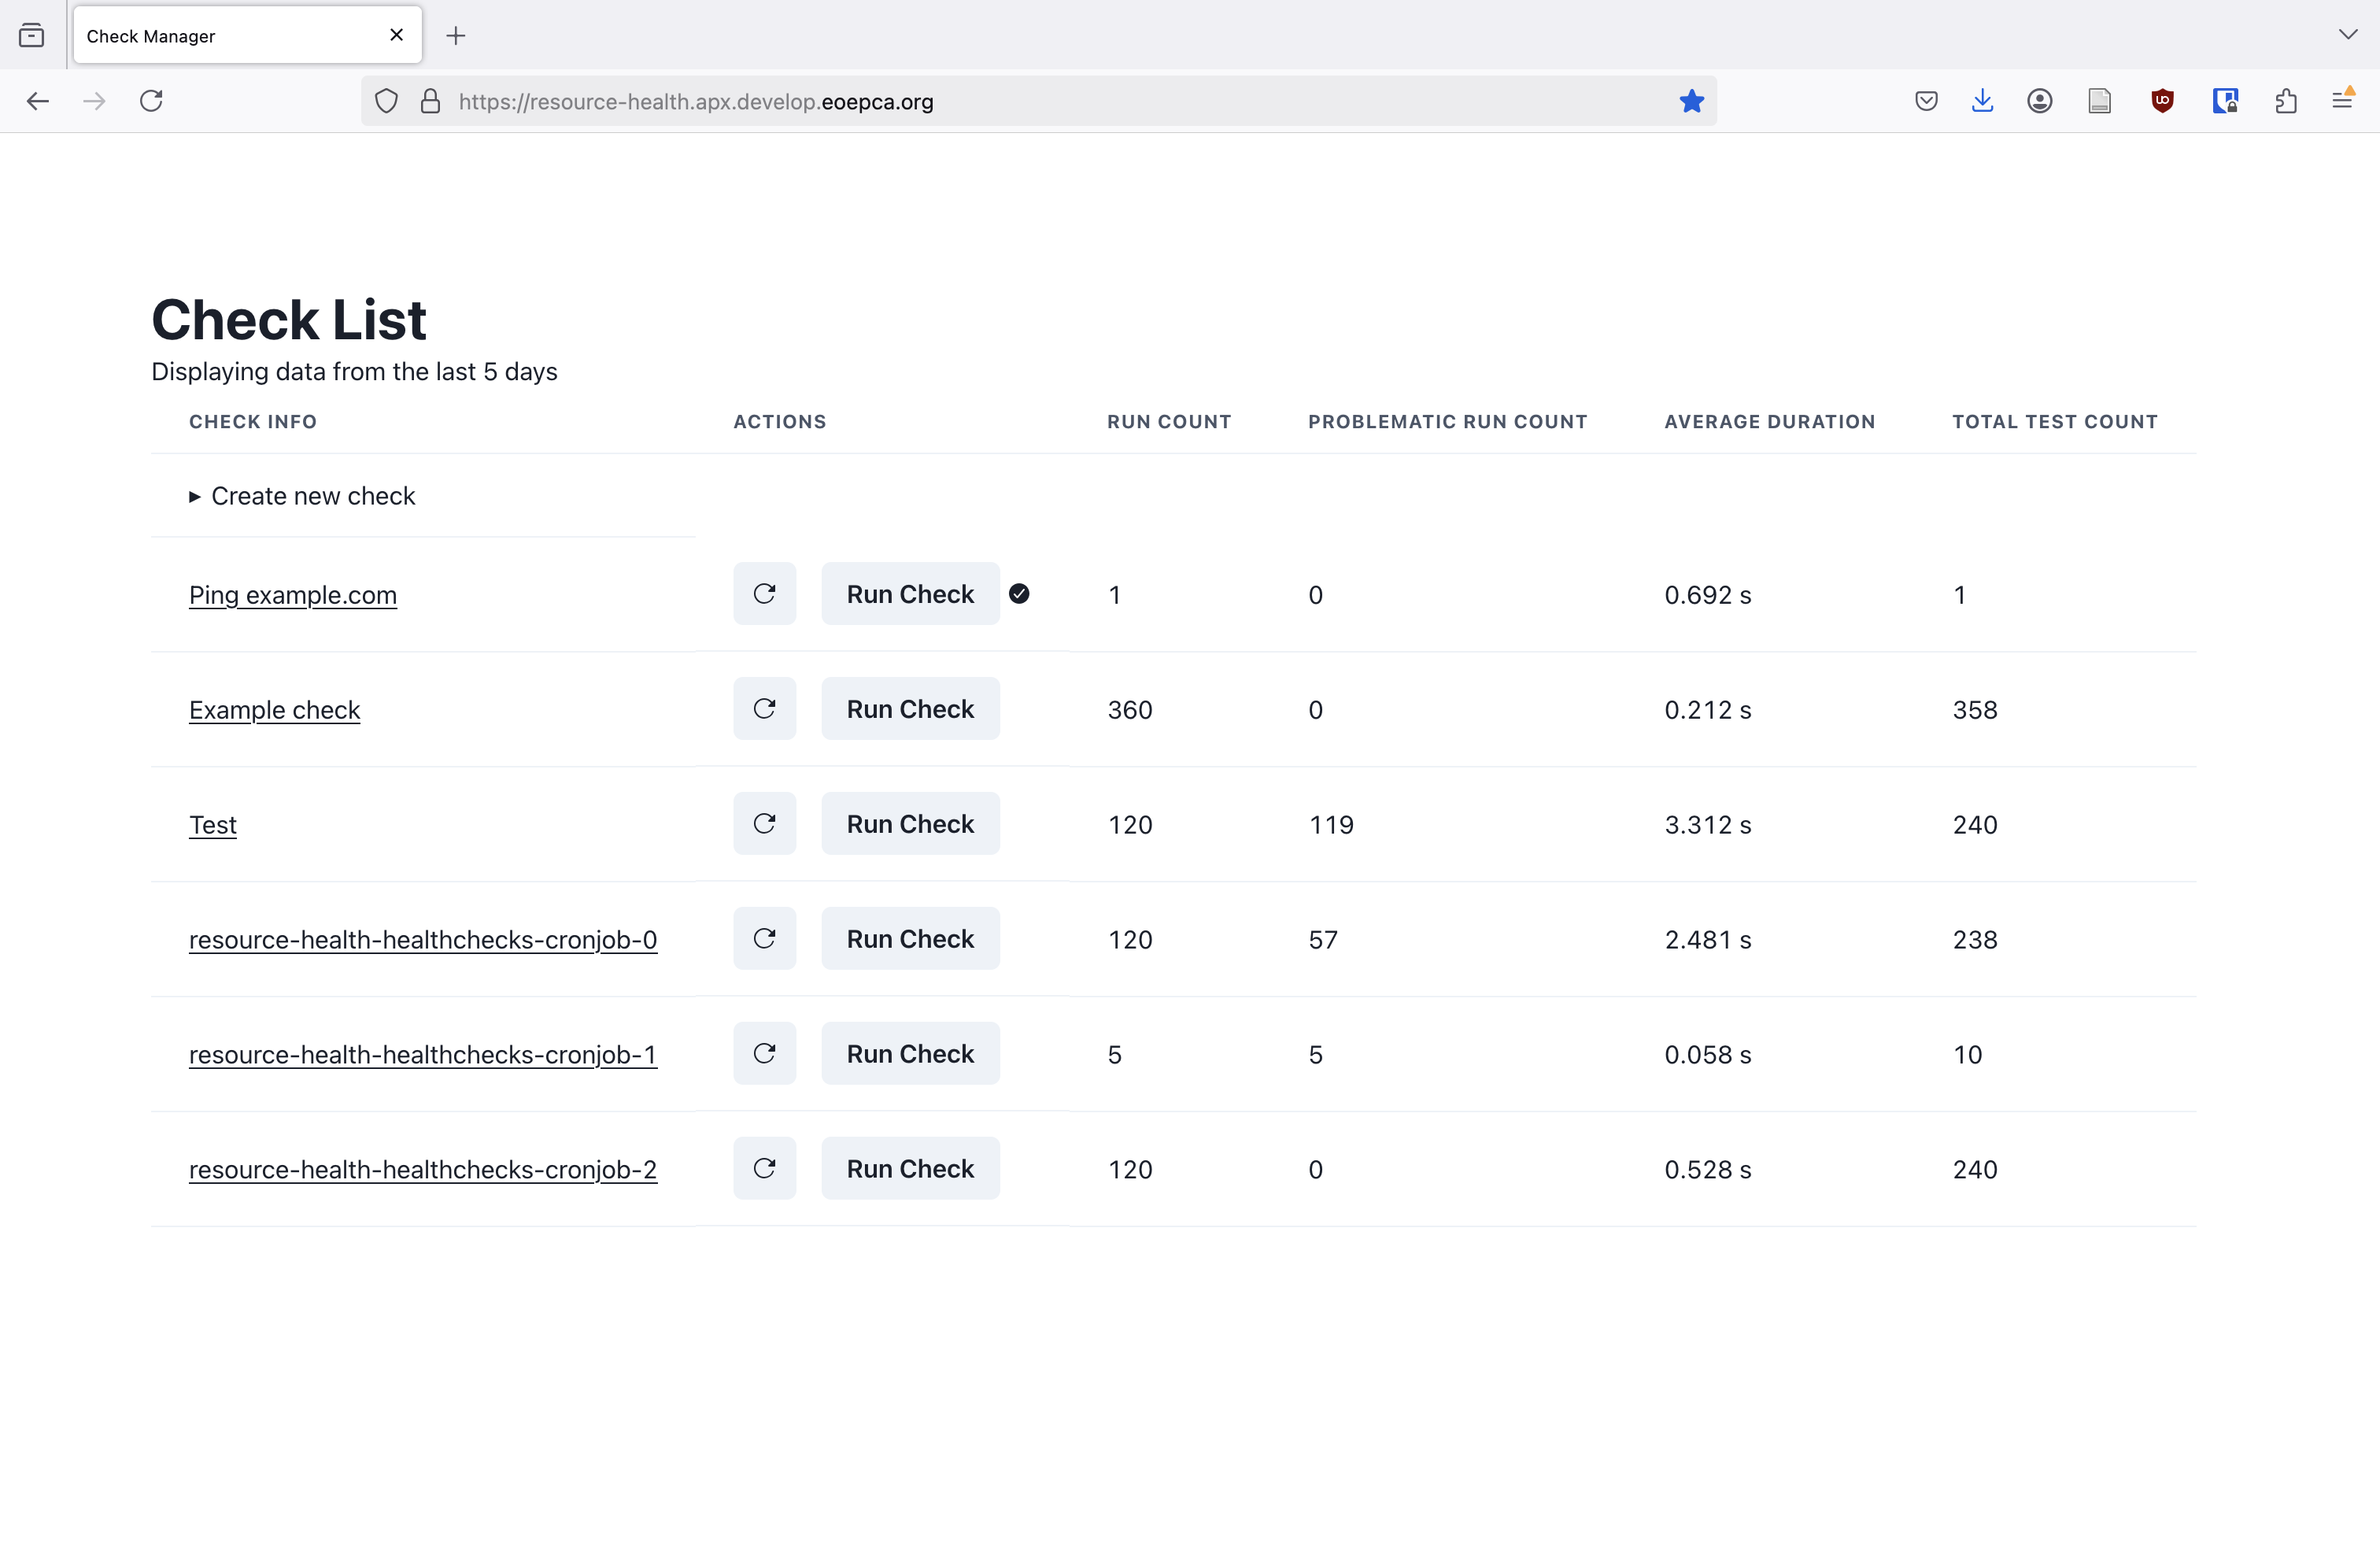 Check Manager
https://resource-health.apx.develop.eoepca.org
Check List
Displaying data from the last 5 days
CHECK INFO ACTIONS RUN COUNT PROBLEMATIC RUN COUNT AVERAGE DURATION TOTAL TEST COUNT
Create new check
Ping example.com Run Check 1 0 0.692 s 1
Example check Run Check 360 0 0.212 s 358
Test Run Check 120 119 3.312 s 240
resource-health-healthchecks-cronjob-0 Run Check 120 57 2.481 s 238
resource-health-healthchecks-cronjob-1 Run Check 5 5 0.058 s 10
resource-health-healthchecks-cronjob-2 Run Check 120 0 0.528 s 240